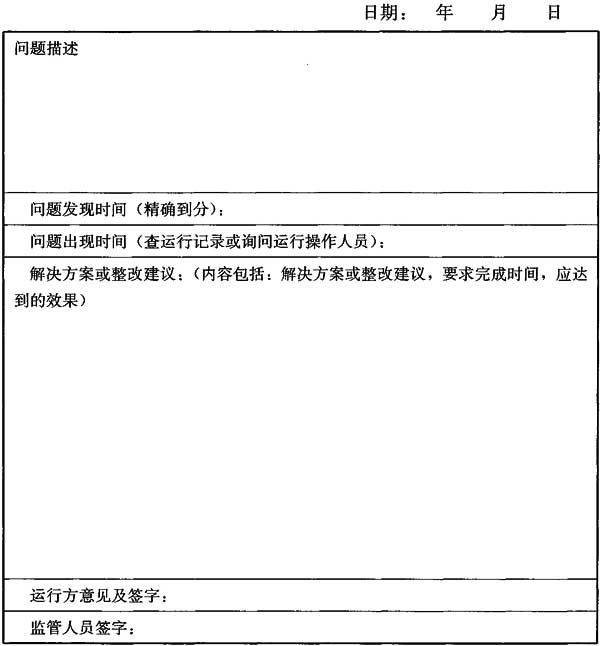 日期： 年 月 日
问题描述
问题发现时间（精确到分）：
问题出现时间（查运行记录或询问运行操作人员）：
解决方案或整改建议：（内容包括：解决方案或整改建议，要求完成时间，应达
到的效果）
运行方意见及签字：
监管人员签字：